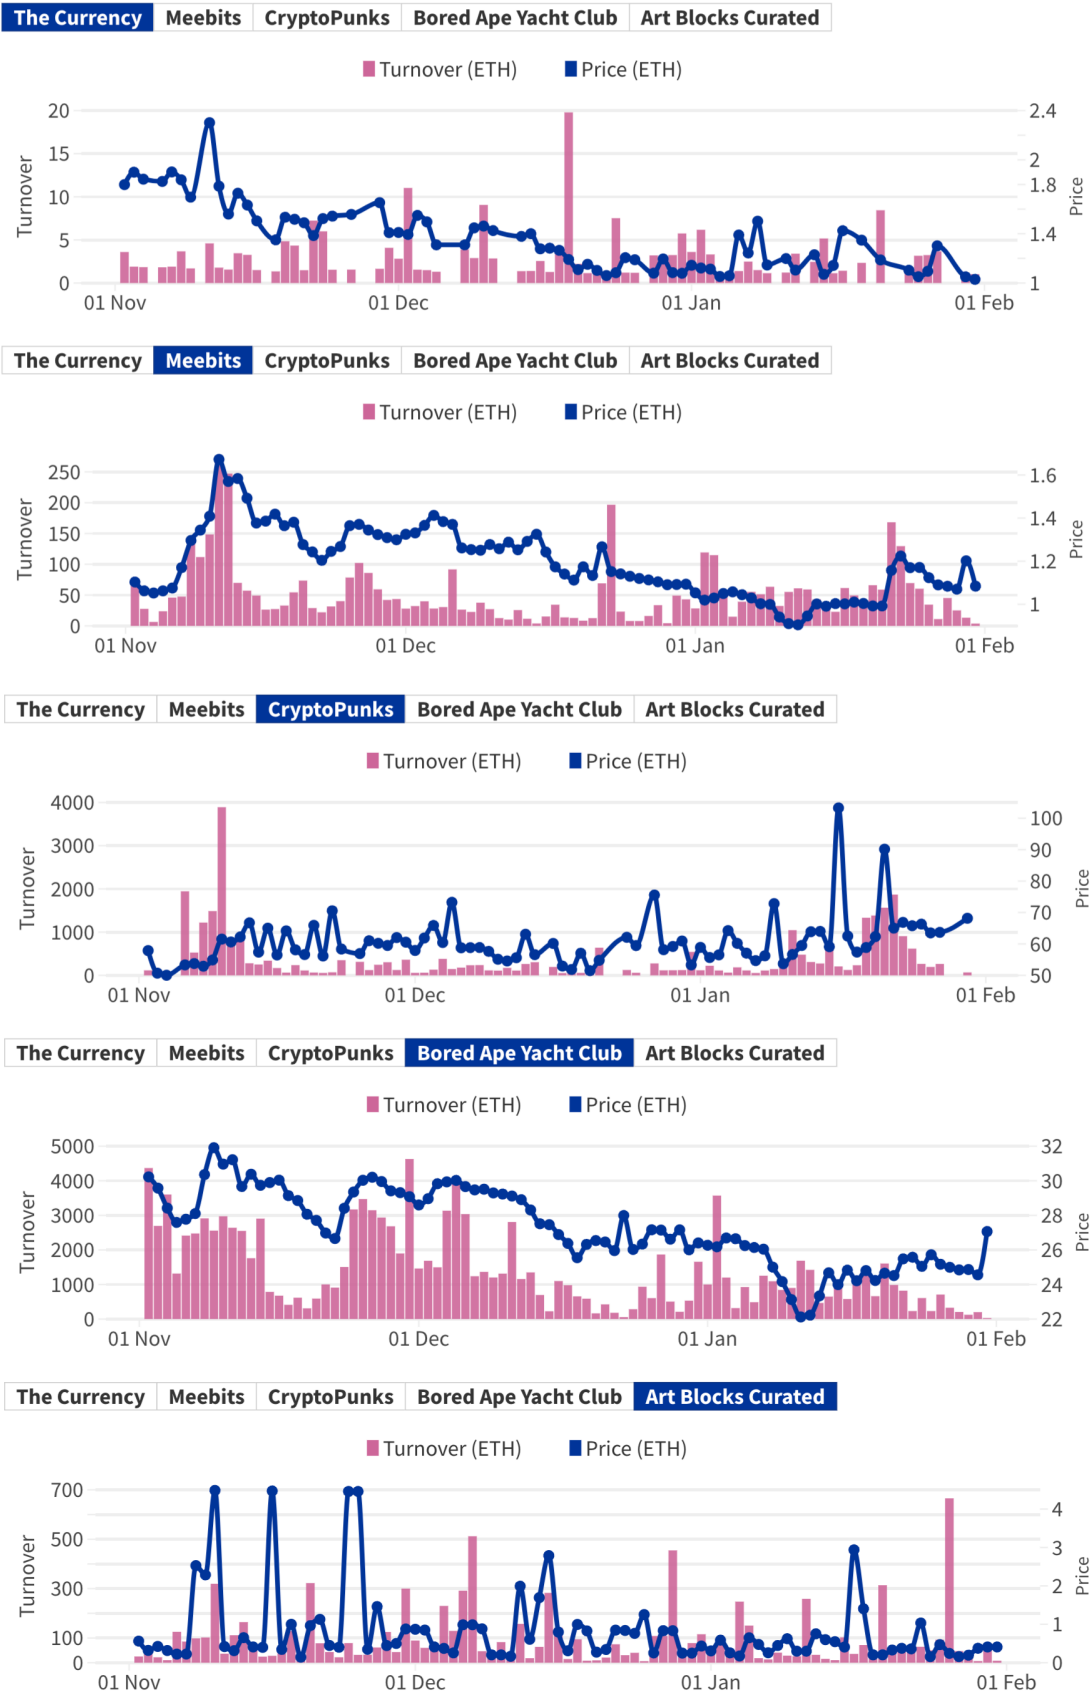 The Currency Meebits CryptoPunks Bored Ape Yacht Club Art Blocks Curated
Turnover (ETH) Price (ETH)
20 2.4
15 2
1.8
10
5 1.4
0 1
Turnover
Price
01 Nov 01 Dec 01 Jan 01 Feb
The Currency Meebits CryptoPunks Bored Ape Yacht Club Art Blocks Curated
Turnover (ETH) Price (ETH)
250 1.6
200
150 1.4
100 1.2
50 1
0
Turnover
Price
01 Nov 01 Dec 01 Jan 01 Feb
The Currency Meebits CryptoPunks Bored Ape Yacht Club Art Blocks Curated
Turnover (ETH) Price (ETH)
4000 100
3000 90
2000 80
70
1000 60
0 50
Turnover
Price
01 Nov 01 Dec 01 Jan 01 Feb
The Currency Meebits CryptoPunks Bored Ape Yacht Club Art Blocks Curated
Turnover (ETH) Price (ETH)
5000 32
4000 30
3000 28
2000 26
1000 24
0 22
Turnover
Price
01 Nov 01 Dec 01 Jan 01 Feb
The Currency Meebits CryptoPunks Bored Ape Yacht Club Art Blocks Curated
Turnover (ETH) Price (ETH)
700 4
500 3
300 2
100 1
0 0
Turnover
Price
01 Nov 01 Dec 01 Jan 01 Feb